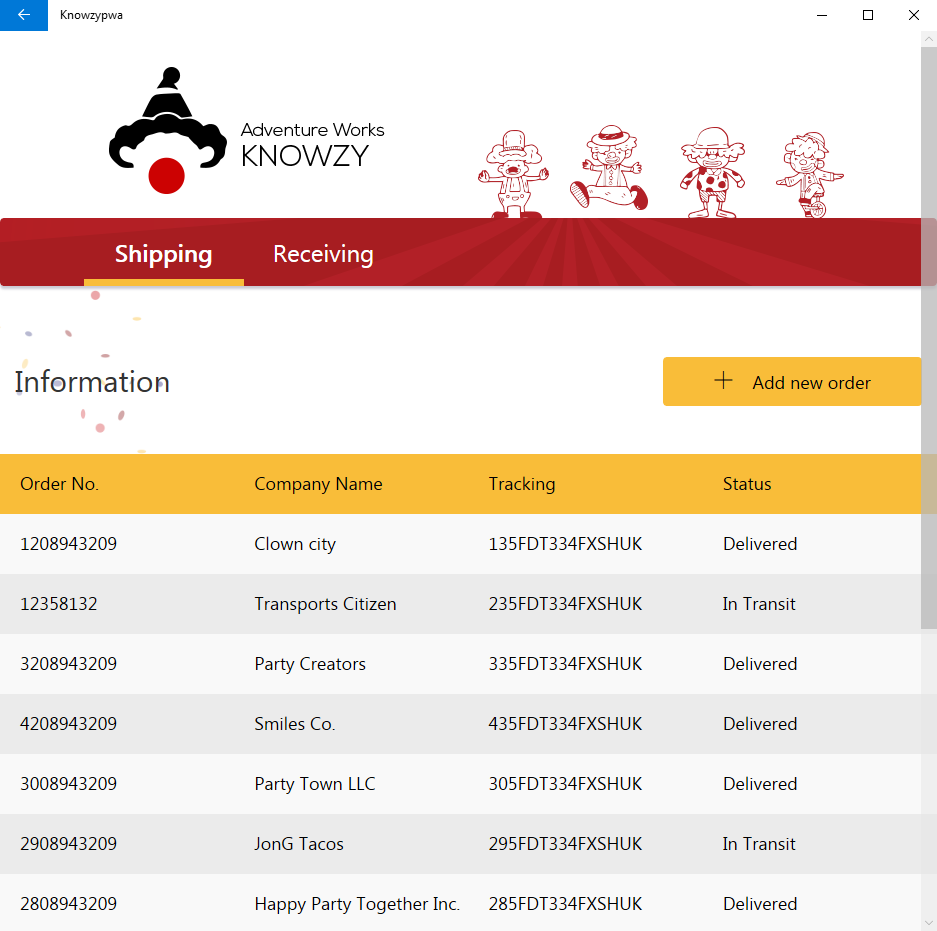 Knowzypwa
Adventure Works
KNOWZY
Shipping Receiving
Information
Add new order
Order No. Company Name Tracking Status
1208943209 Clown city 135FDT334FXSHUK Delivered
12358132 Transports Citizen 235FDT334FXSHUK In Transit
3208943209 Party Creators 335FDT334FXSHUK Delivered
4208943209 Smiles Co. 435FDT334FXSHUK Delivered
3008943209 Party Town LLC 305FDT334FXSHUK Delivered
2908943209 JonG Tacos 295FDT334FXSHUK In Transit
2808943209 Happy Party Together Inc. 285FDT334FXSHUK Delivered